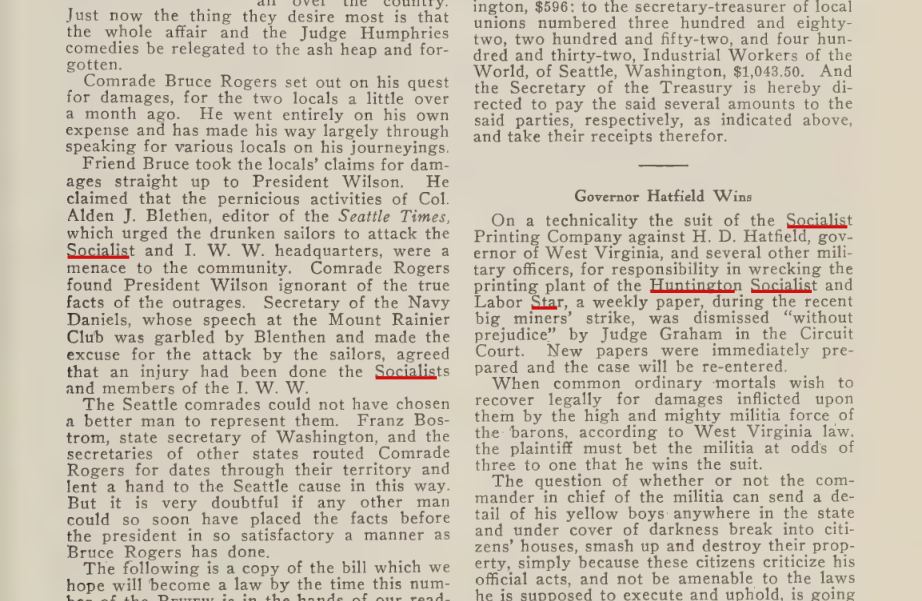 all over the country.
Just now the thing they desire most is that
the whole affair and the Judge Humphries
comedies be relegated to the ash heap and for-
gotten.
Comrade Bruce Rogers set out on his quest
for damages, for the two locals a little over
a month ago. He went entirely on his own
expense and has made his way largely through
speaking for various locals on his journeyings.
Friend Bruce took the locals' claims for dam-
ages straight up to President Wilson. He
claimed that the pernicious activities of Col.
Alden J. Blethen, editor of the Seattle Times,
which urged the drunken sailors to attack the
Socialist and I. W. W. headquarters, were a
menace to the community. Comrade Rogers
found President Wilson ignorant of the true
facts of the outrages. Secretary of the Navy
Daniels, whose speech at the Mount Rainier
Club was garbled by Blenthen and made the
excuse for the attack by the sailors, agreed
that an injury had been done the Socialists
and members of the I. W. W.
The Seattle comrades could not have chosen
a better man to represent them. Franz Bos-
trom, state secretary of Washington, and the
secretaries of other states routed Comrade
Rogers for dates through their territory and
lent a hand to the Seattle cause in this way.
But it is very doubtful if any other man
could so soon have placed the facts before
the president in so satisfactory a manner as
Bruce Rogers has done.
The following is a copy of the bill which we
hope will become a law by the time this num-
ber of the REVIEW is in the hands of our read-
ington, $596: to the secretary-treasurer of local
unions numbered three hundred and eighty-
two, two hundred and fifty-two, and four hun-
dred and thirty-two, Industrial Workers of the
World, of Seattle, Washington, $1,043.50. And
the Secretary of the Treasury is hereby di-
rected to pay the said several amounts to the
said parties, respectively, as indicated above,
and take their receipts therefor.
Governor Hatfield Wins
On a technicality the suit of the Socialist
Printing Company against H. D. Hatfield, gov-
ernor of West Virginia, and several other mili-
tary officers, for responsibility in wrecking the
printing plant of the Huntington Socialist and
Labor Star, a weekly paper, during the recent
big miners' strike, was dismissed "without
prejudice" by Judge Graham in the Circuit
Court. New papers were immediately pre-
pared and the case will be re-entered.
When common ordinary mortals wish to
recover legally for damages inflicted upon
them by the high and mighty militia force of
the barons, according to West Virginia law,
the plaintiff must bet the militia at odds of
three to one that he wins the suit.
The question of whether or not the com-
mander in chief of the militia can send a de-
tail of his yellow boys anywhere in the state
and under cover of darkness break into citi-
zens' houses, smash up and destroy their prop-
erty, simply because these citizens criticize his
official acts, and not be amenable to the laws
he is supposed to execute and uphold, is going